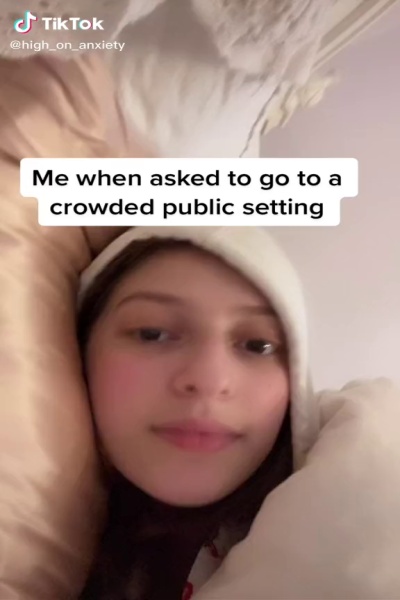 TikTok
@high_on_anxiety
Me when asked to go to a
crowded public setting